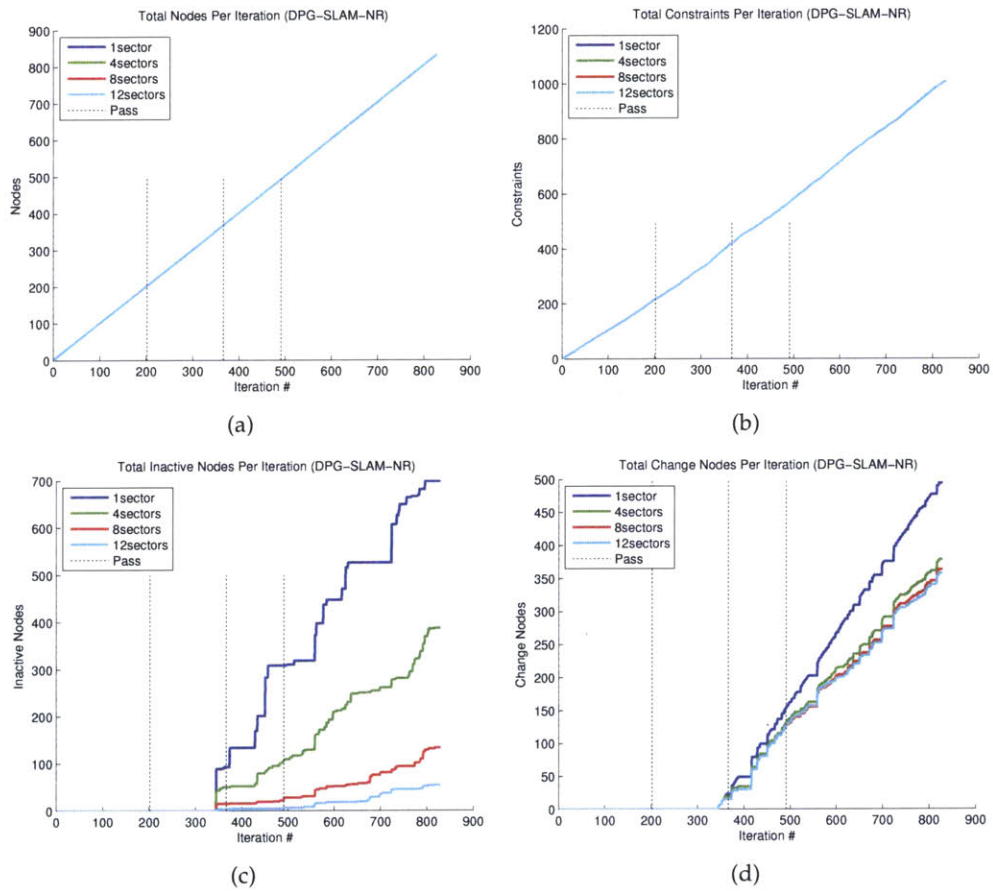 Total Nodes Per Iteration (DPG-SLAM-NR)
900
800
700
600
500
400
300
200
100
0
Nodes
1sector
4sectors
8sectors
12sectors
Pass
0 100 200 300 400 500 600 700 800 900
Iteration #
(a)
Total Constraints Per Iteration (DPG-SLAM-NR)
1200
1000
800
600
400
200
0
Constraints
1sector
4sectors
8sectors
12sectors
Pass
0 100 200 300 400 500 600 700 800 900
Iteration #
(b)
Total Inactive Nodes Per Iteration (DPG-SLAM-NR)
700
600
500
400
300
200
100
0
Inactive Nodes
1sector
4sectors
8sectors
12sectors
Pass
0 100 200 300 400 500 600 700 800 900
Iteration #
(c)
Total Change Nodes Per Iteration (DPG-SLAM-NR)
500
450
400
350
300
250
200
150
100
50
0
Change Nodes
1sector
4sectors
8sectors
12sectors
Pass
0 100 200 300 400 500 600 700 800 900
Iteration #
(d)